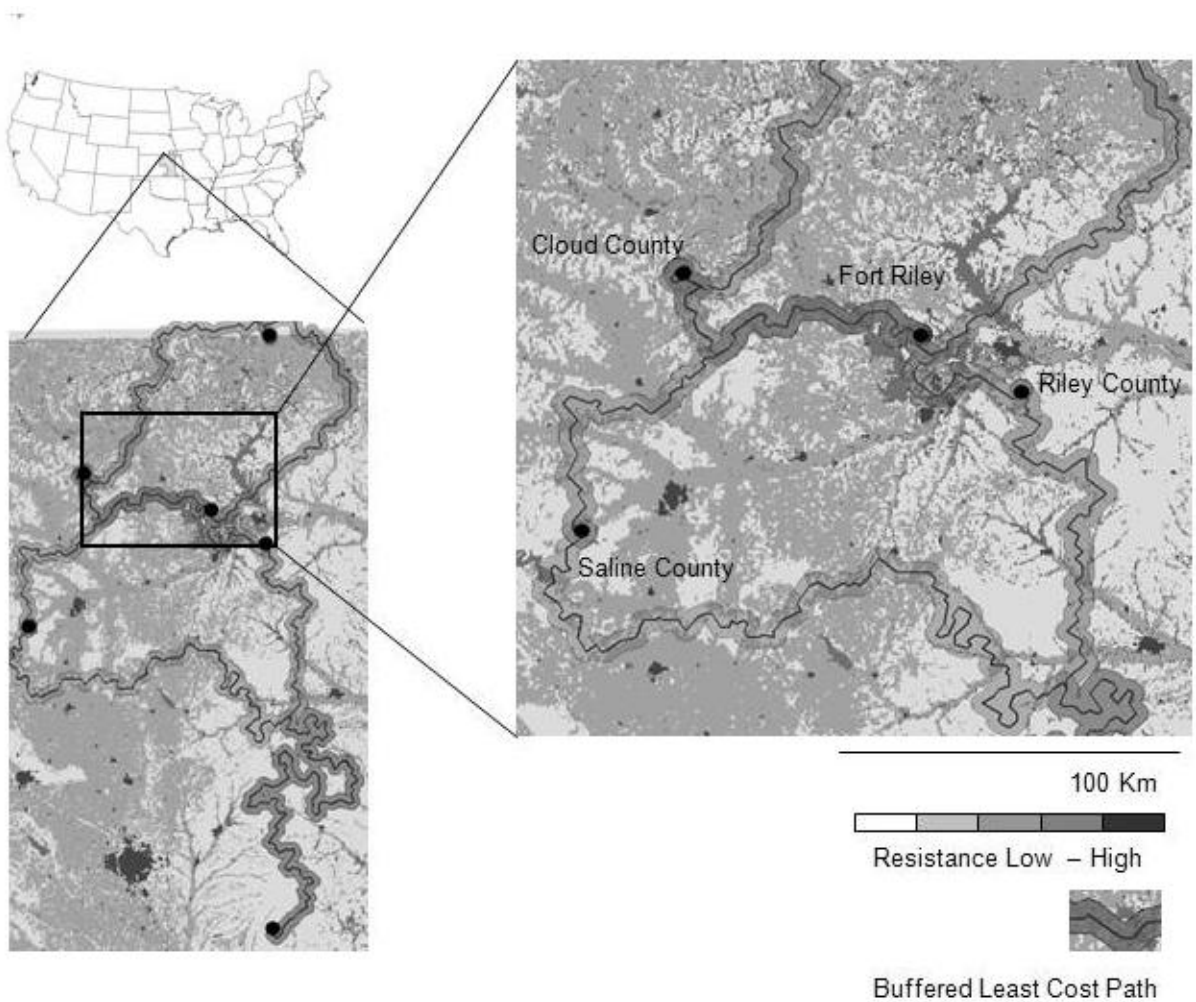 Cloud County
Fort Riley
Riley County
Saline County
100 Km
Resistance Low – High
Buffered Least Cost Path